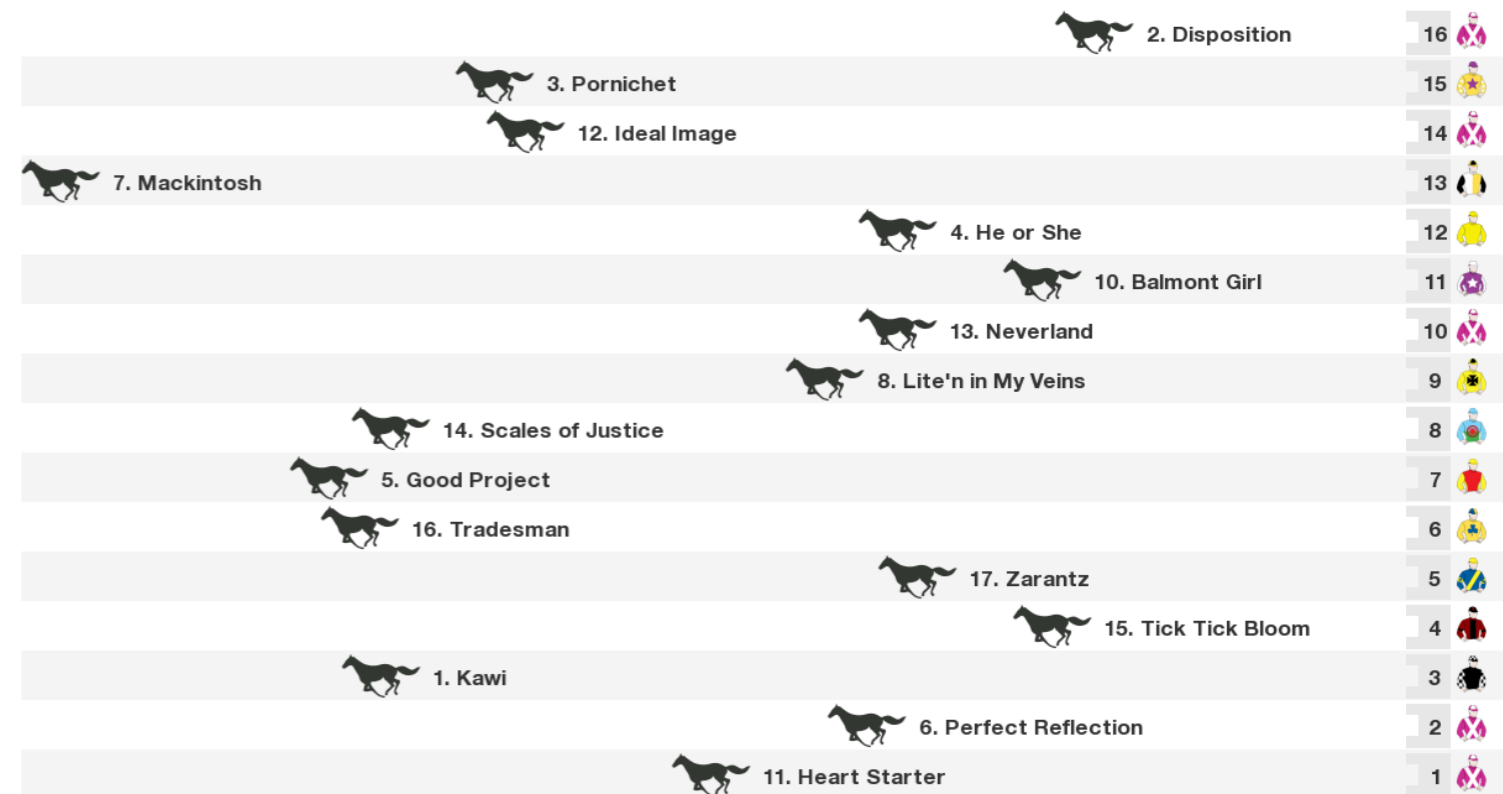 2. Disposition 16
3. Pornichet 15
12. Ideal Image 14
7. Mackintosh 13
4. He or She 12
10. Balmont Girl 11
13. Neverland 10
8. Lite'n in My Veins 9
14. Scales of Justice 8
5. Good Project 7
16. Tradesman 6
17. Zarantz 5
15. Tick Tick Bloom 4
1. Kawi 3
6. Perfect Reflection 2
11. Heart Starter 1